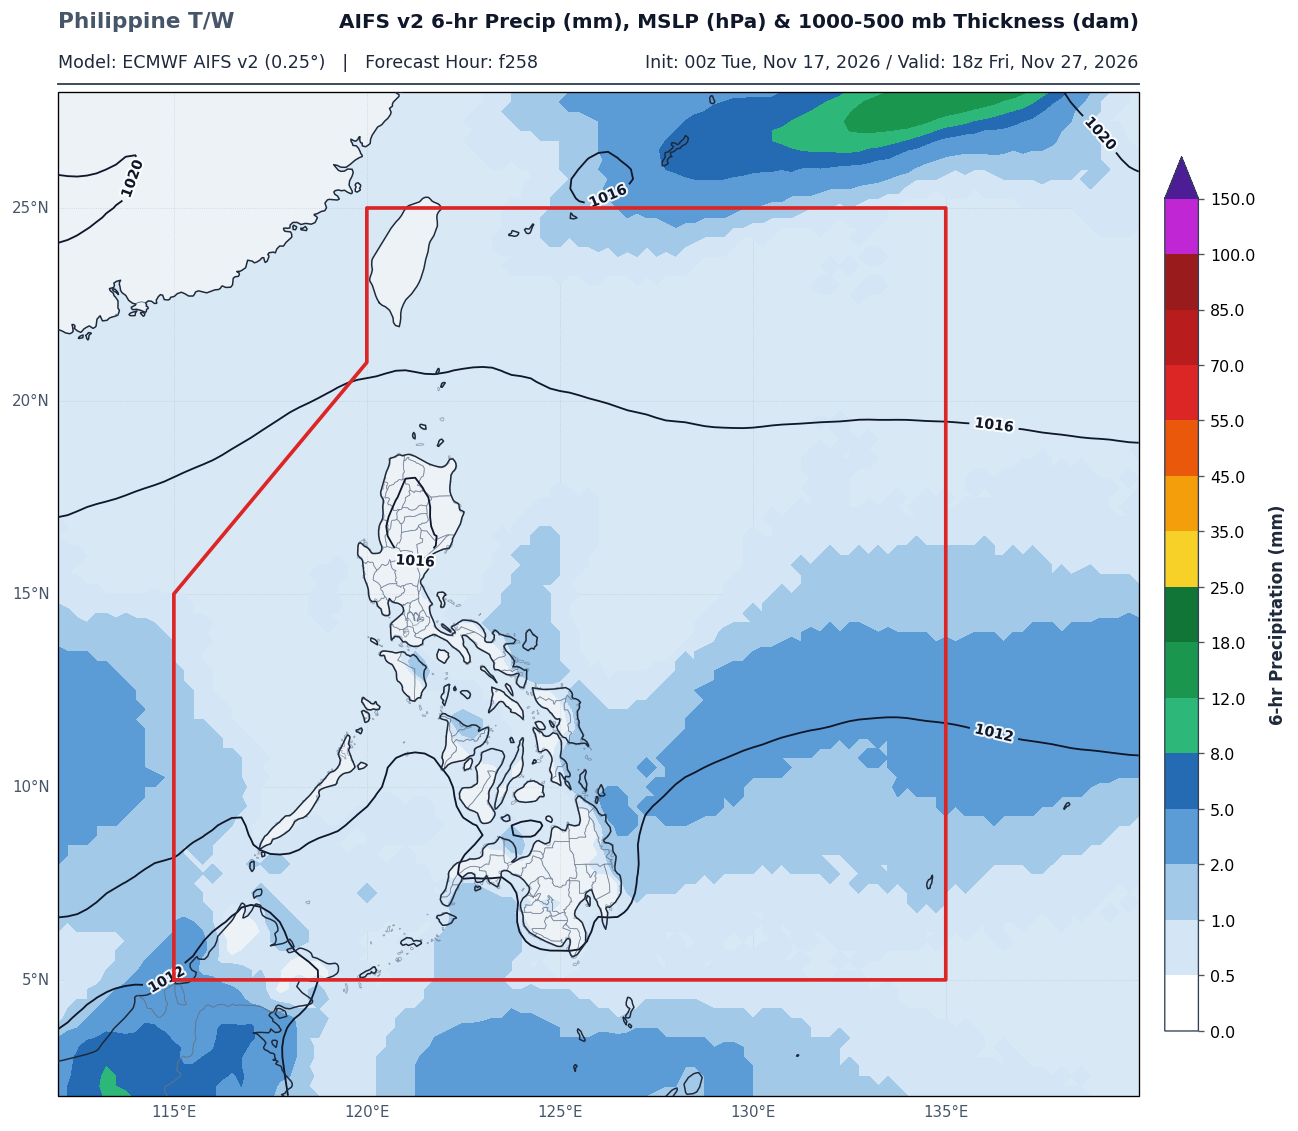 Philippine T/W
AIFS v2 6-hr Precip (mm), MSLP (hPa) & 1000-500 mb Thickness (dam)
Model: ECMWF AIFS v2 (0.25°)   |   Forecast Hour: f258
Init: 00z Tue, Nov 17, 2026 / Valid: 18z Fri, Nov 27, 2026
1020
1020
1016
1016
1016
1012
1012
25°N
20°N
15°N
10°N
5°N
115°E
120°E
125°E
130°E
135°E
150.0
100.0
85.0
70.0
55.0
45.0
35.0
25.0
18.0
12.0
8.0
5.0
2.0
1.0
0.5
0.0
6-hr Precipitation (mm)